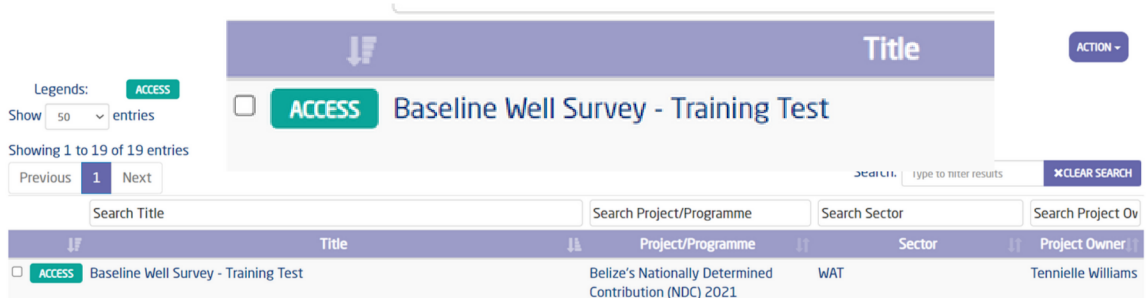 Title
ACTION
ACCESS Baseline Well Survey - Training Test
Legends: ACCESS
Show 50 entries
Showing 1 to 19 of 19 entries
Previous 1 Next
Search: Type to filter results
×CLEAR SEARCH
Search Title
Search Project/Programme
Search Sector
Search Project Ow
Title
Project/Programme
Sector
Project Owner
ACCESS Baseline Well Survey - Training Test
Belize's Nationally Determined
Contribution (NDC) 2021
WAT
Tennielle Williams